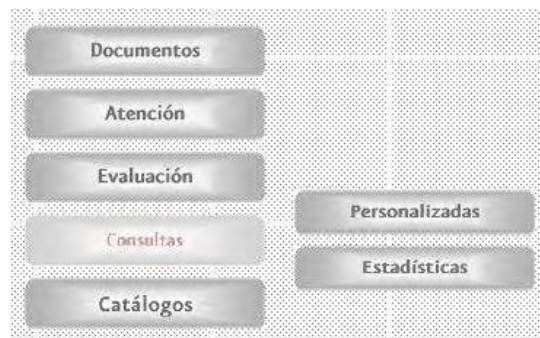 Documentos
Atención
Evaluación
Consultas
Catálogos
Personalizadas
Estadísticas